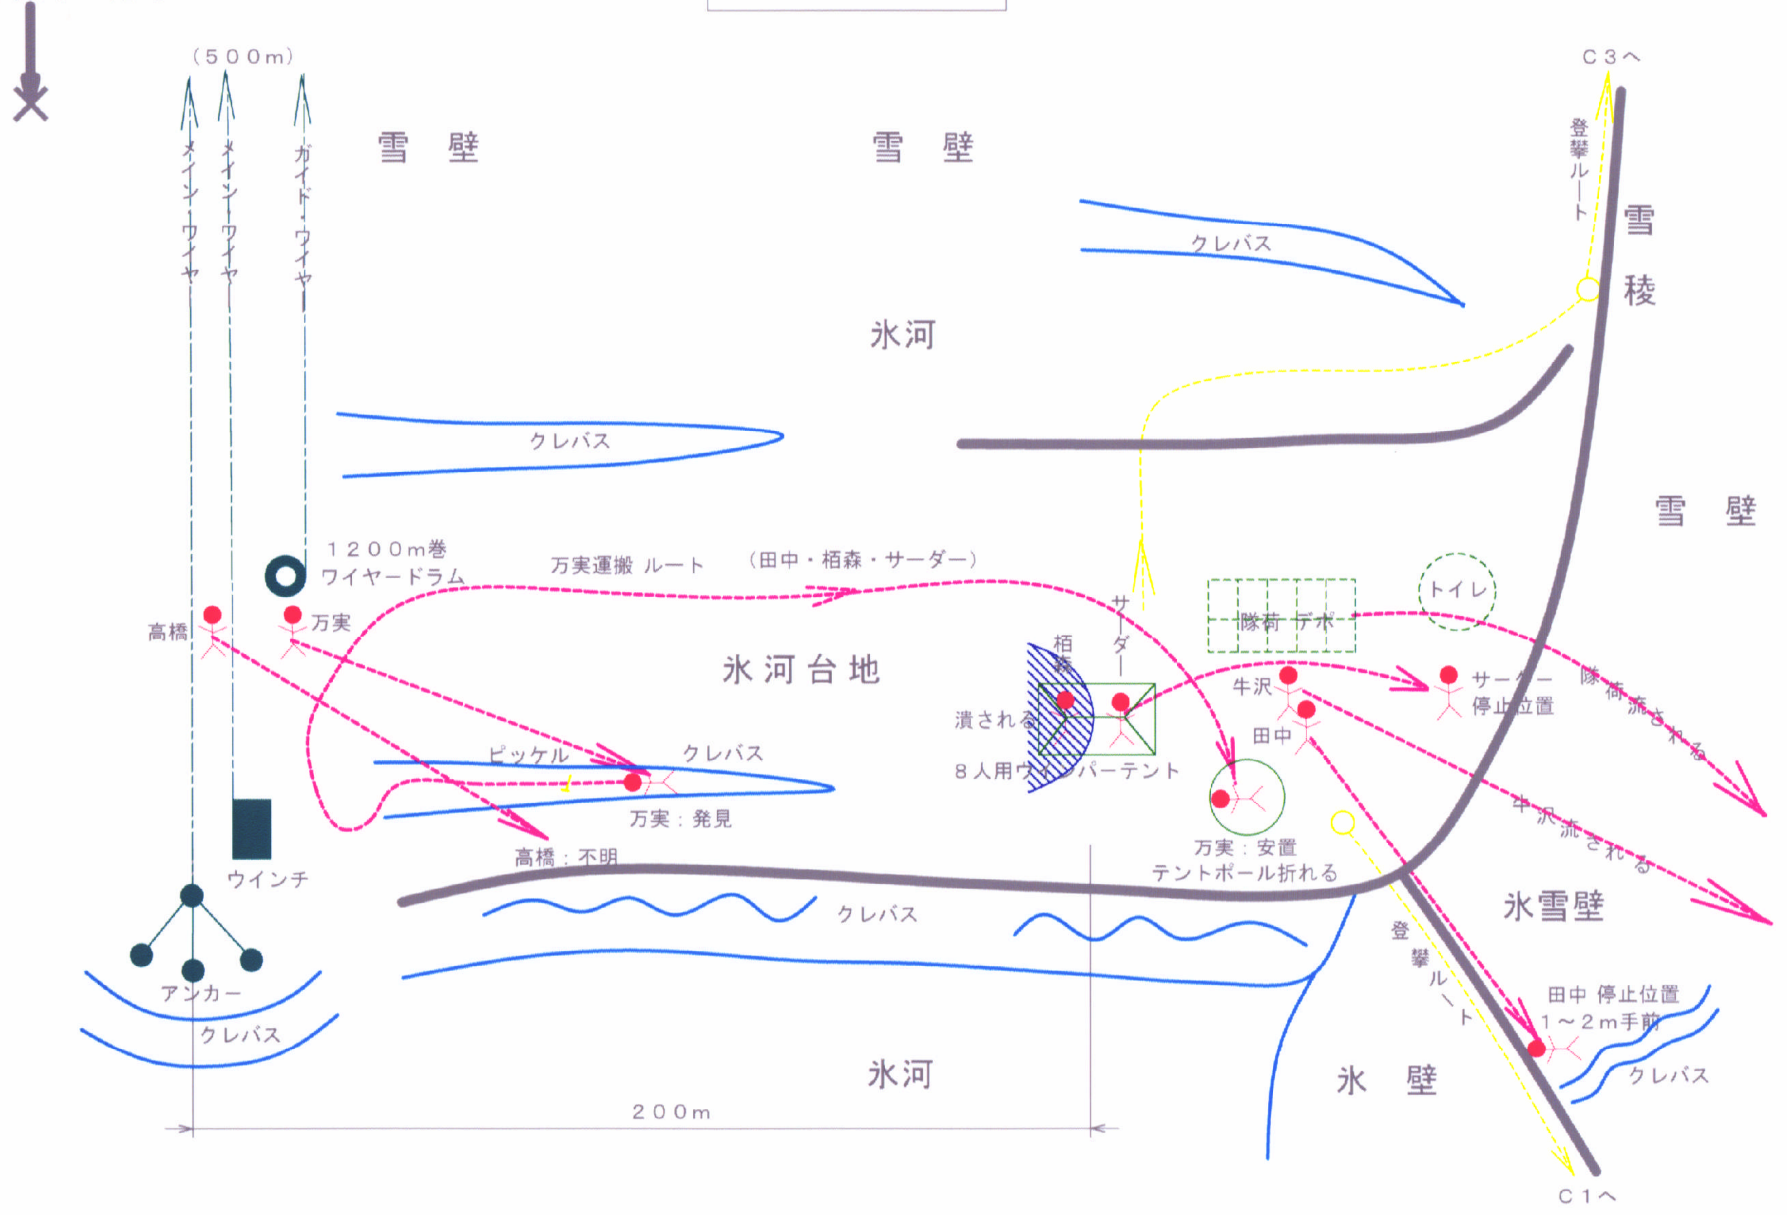 (500m)
C3へ
メイン・ワイヤー
メイン・ワイヤー
ガイド・ワイヤー
雪 壁
雪 壁
登攀ルート
雪稜
クレバス
氷河
クレバス
雪 壁
1200m巻
ワイヤードラム
万実運搬 ルート (田中・栢森・サーダー)
トイレ
隊荷 デポ
高橋
万実
サーダー
栢森
氷河台地
牛沢
サーダー
停止位置
隊荷流される
潰される
田中
ピッケル
クレバス
8人用ウインパーテント
万実：発見
牛沢流される
高橋：不明
万実：安置
テントポール折れる
ウインチ
クレバス
氷雪壁
登攀ルート
アンカー
クレバス
田中 停止位置
1～2m手前
クレバス
氷河
氷 壁
200m
C1へ